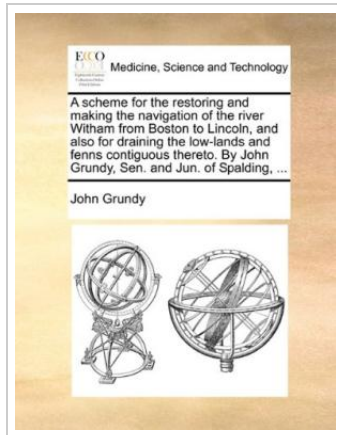 ECCO
Medicine, Science and Technology
A scheme for the restoring and
making the navigation of the river
Witham from Boston to Lincoln, and
also for draining the low-lands and
fenns contiguous thereto. By John
Grundy, Sen. and Jun. of Spalding, ...
John Grundy